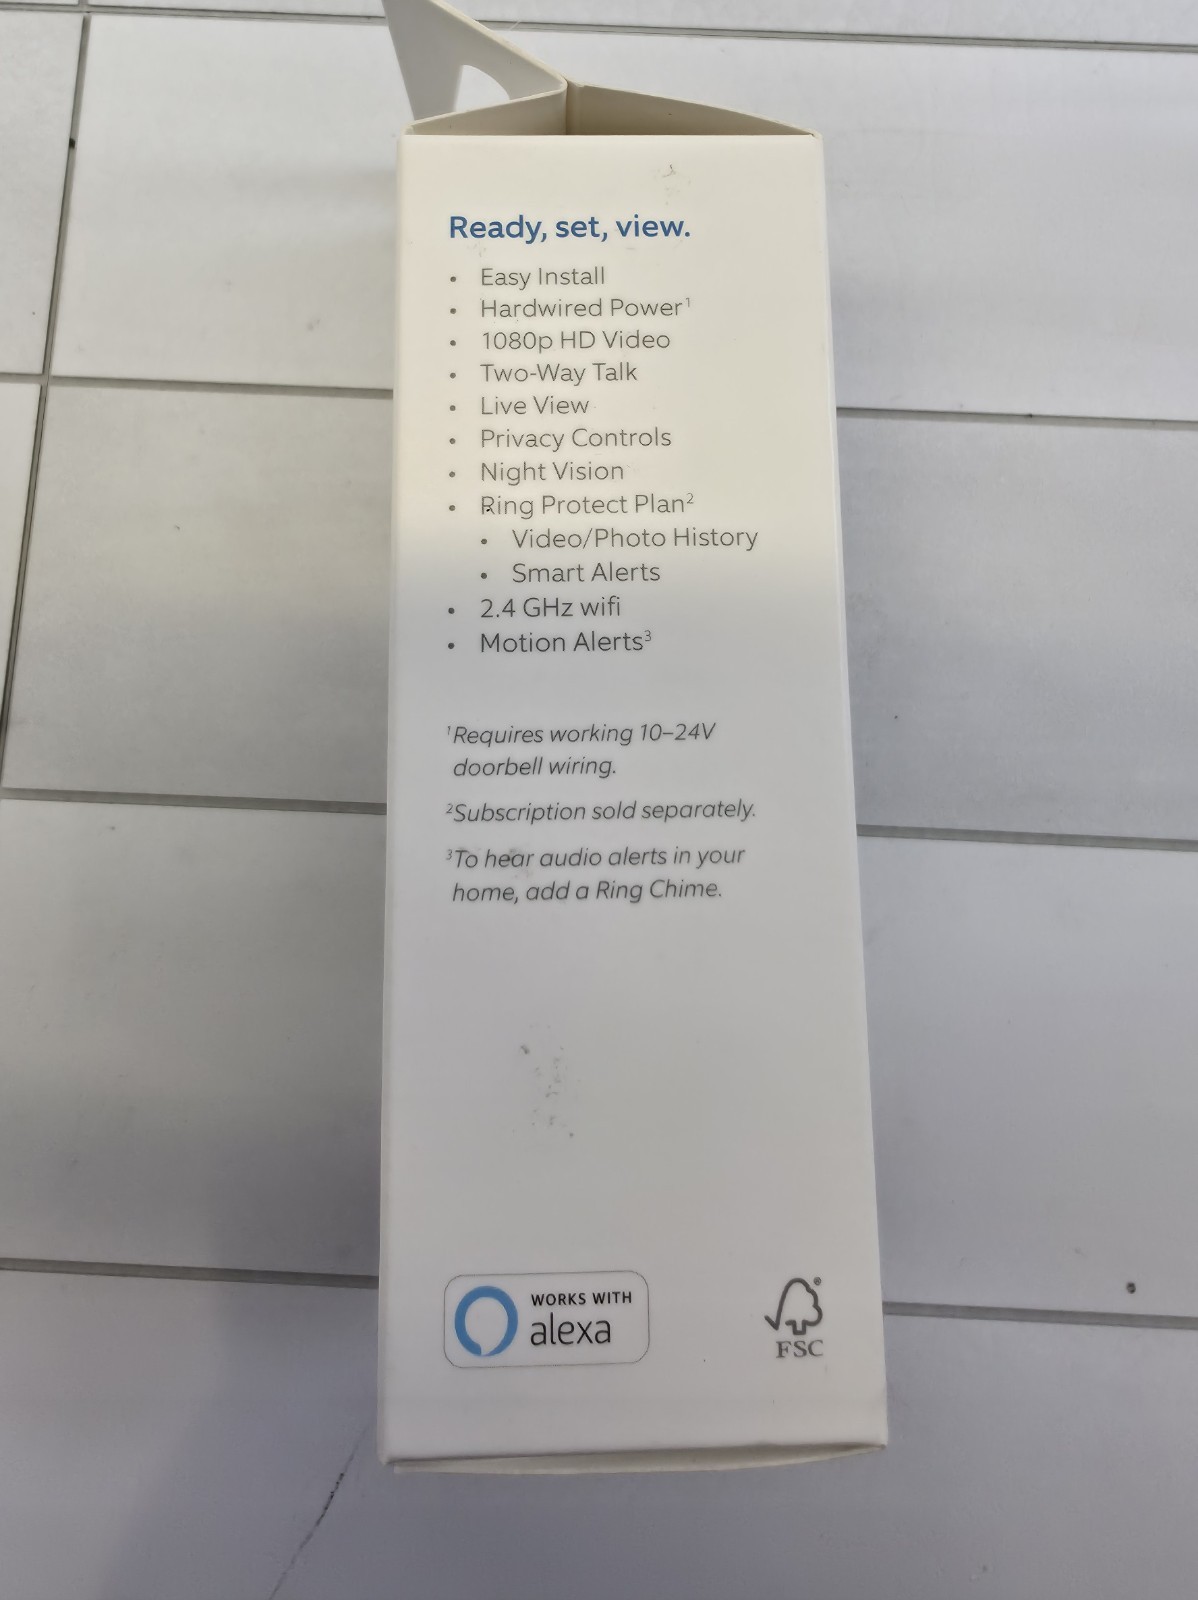 Ready, set, view.
• Easy Install
• Hardwired Power¹
• 1080p HD Video
• Two-Way Talk
• Live View
• Privacy Controls
• Night Vision
• Ring Protect Plan²
• Video/Photo History
• Smart Alerts
• 2.4 GHz wifi
• Motion Alerts³
¹Requires working 10–24V
doorbell wiring.
²Subscription sold separately.
³To hear audio alerts in your
home, add a Ring Chime.
WORKS WITH
alexa
®
FSC